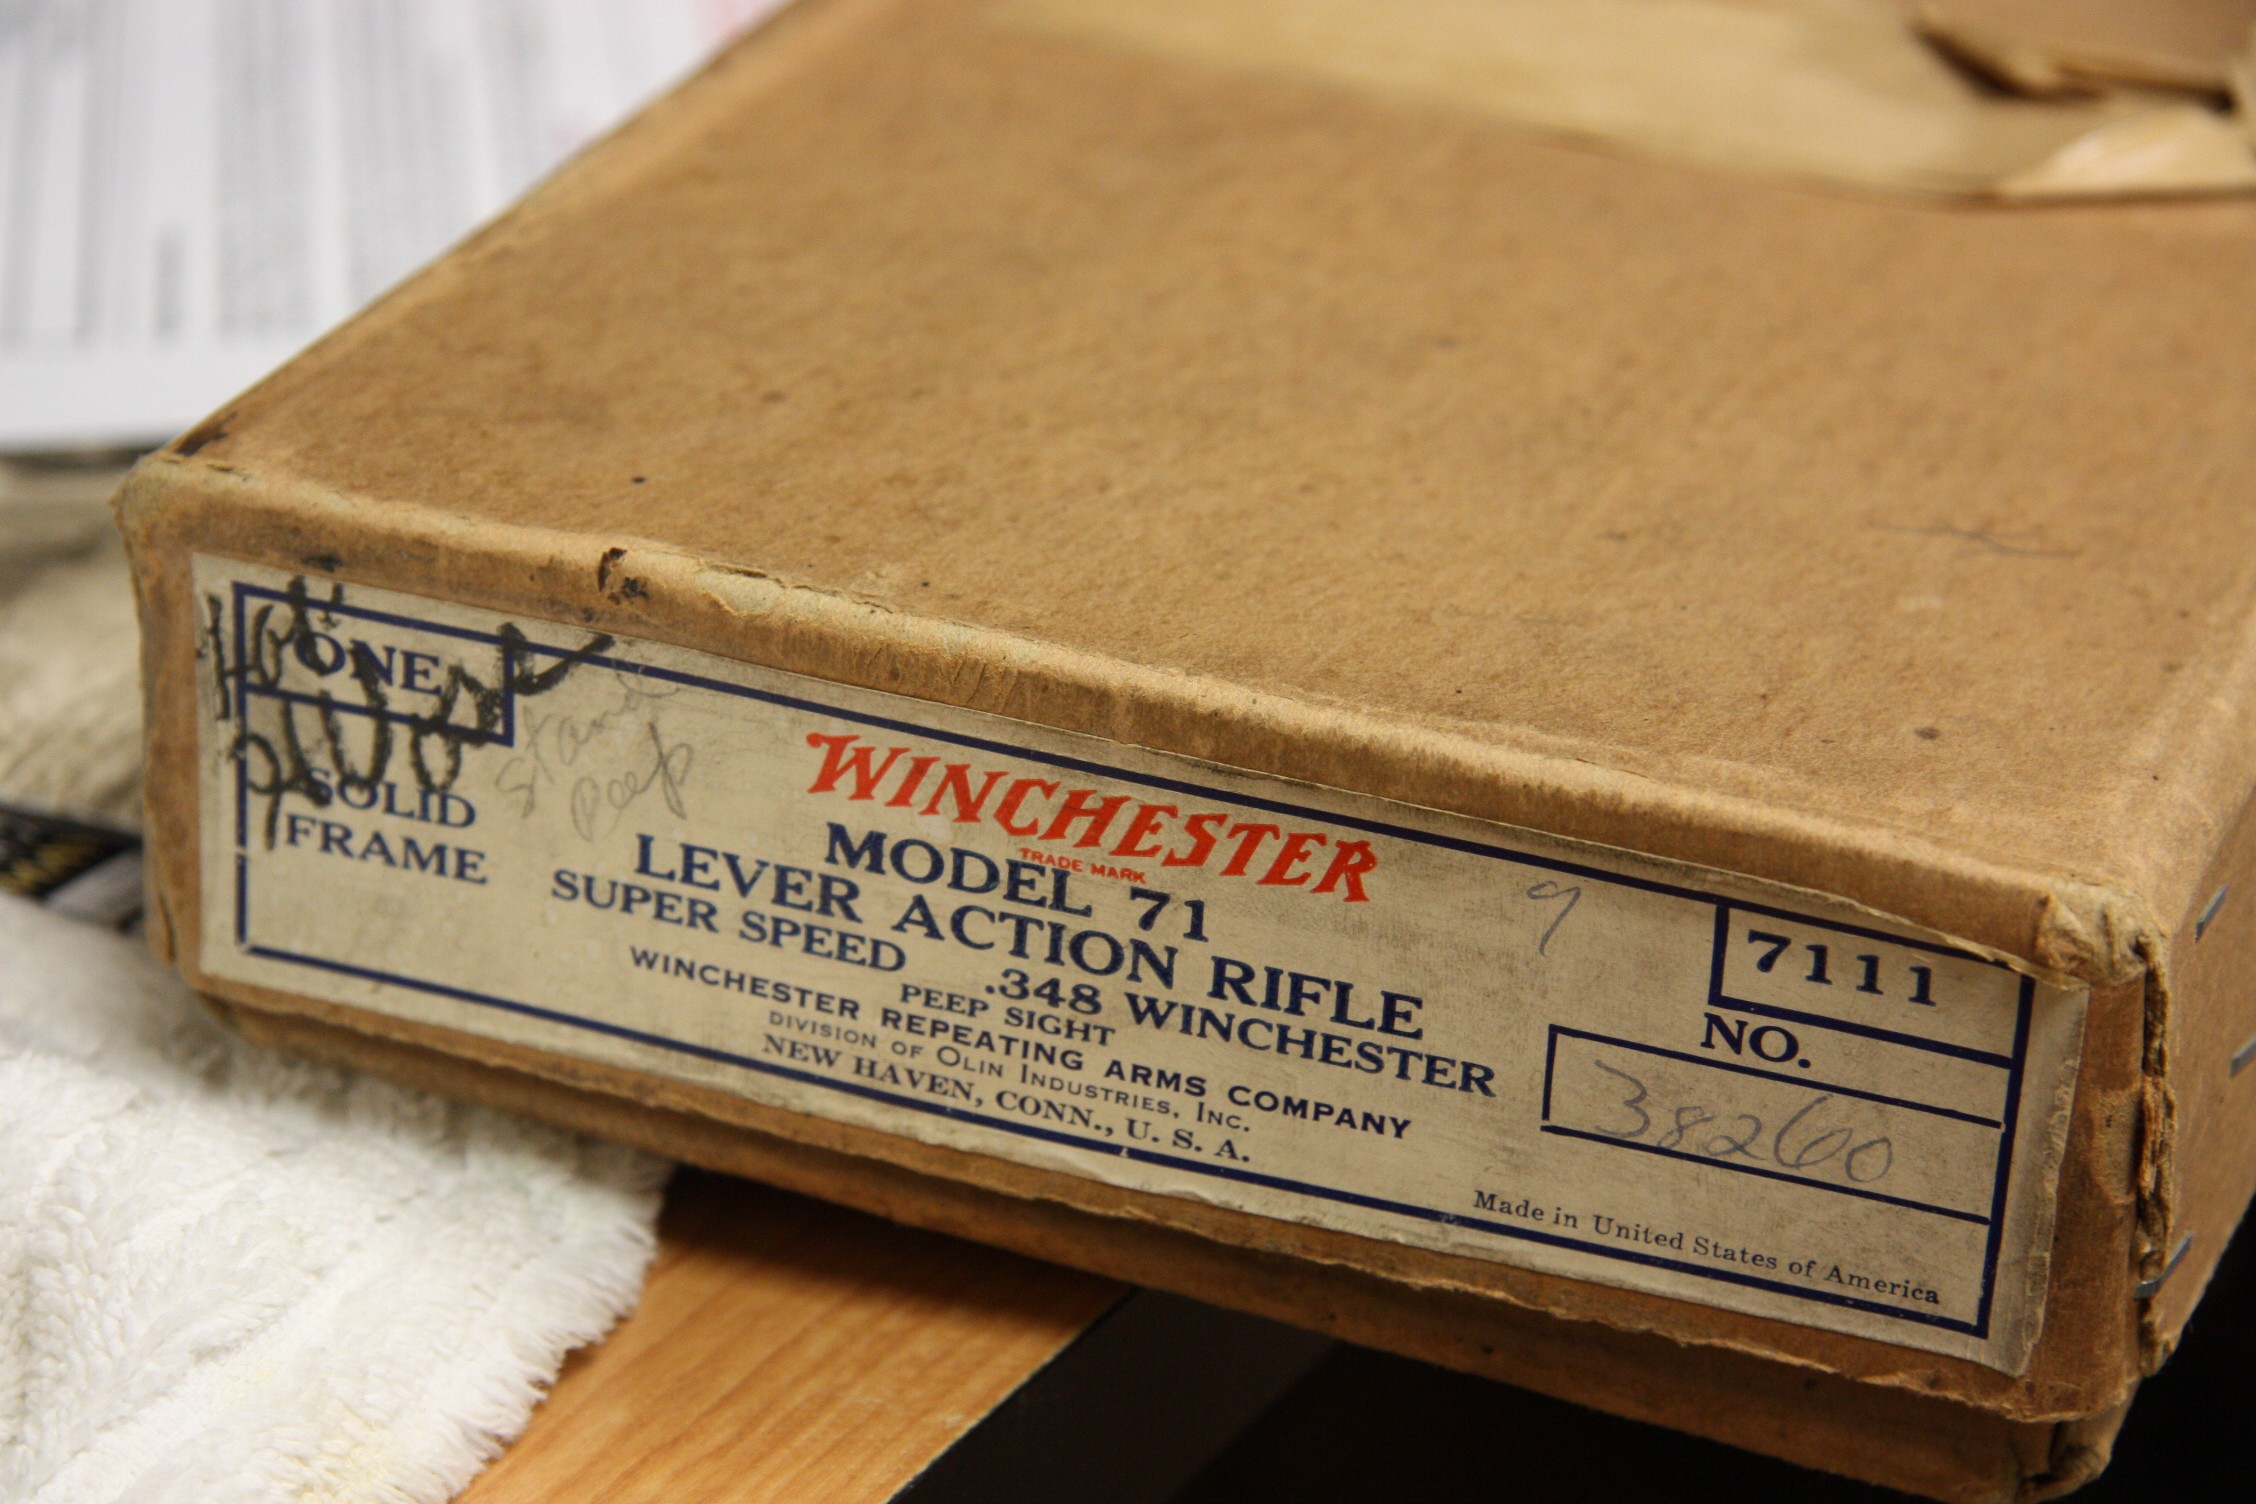 ONE
SOLID
FRAME
Stand
Peep
WINCHESTER
TRADE MARK
MODEL 71
LEVER ACTION RIFLE
SUPER SPEED .348 WINCHESTER
PEEP SIGHT
WINCHESTER REPEATING ARMS COMPANY
DIVISION OF OLIN INDUSTRIES, INC.
NEW HAVEN, CONN., U. S. A.
9
7111
NO.
38260
Made in United States of America